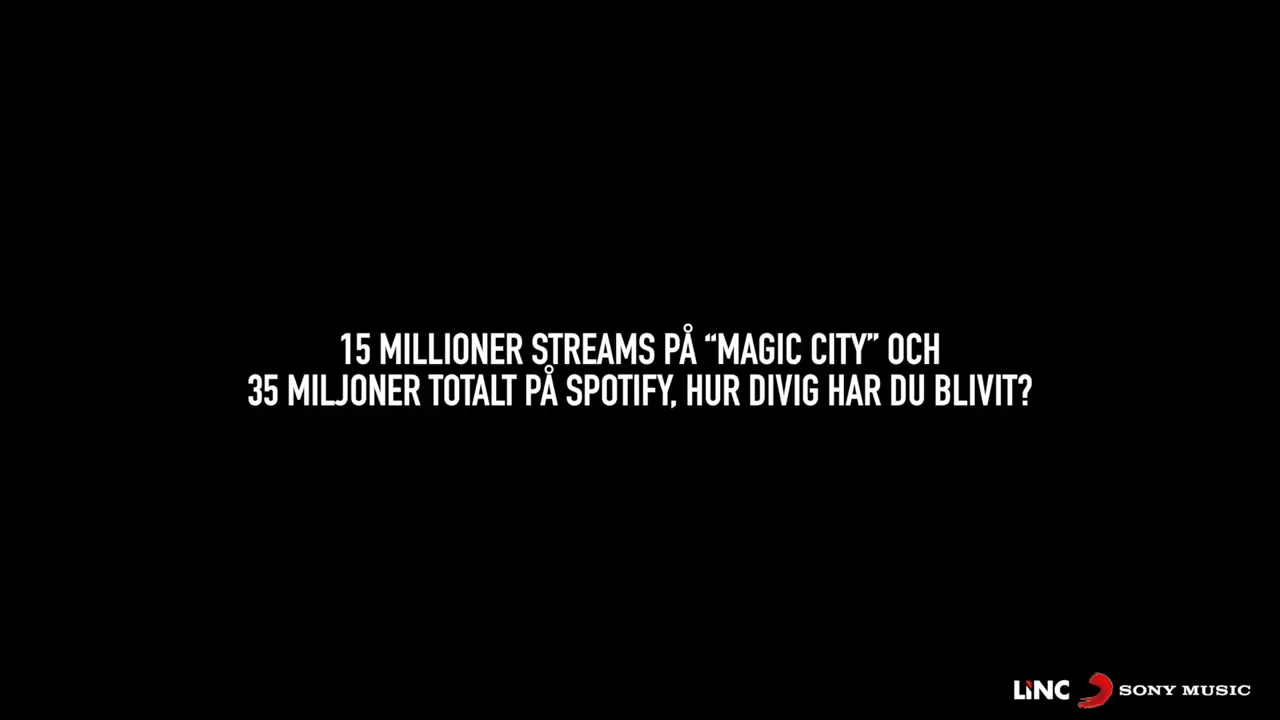 15 MILLIONER STREAMS PÅ “MAGIC CITY” OCH
35 MILJONER TOTALT PÅ SPOTIFY, HUR DIVIG HAR DU BLIVIT?
LINC SONY MUSIC